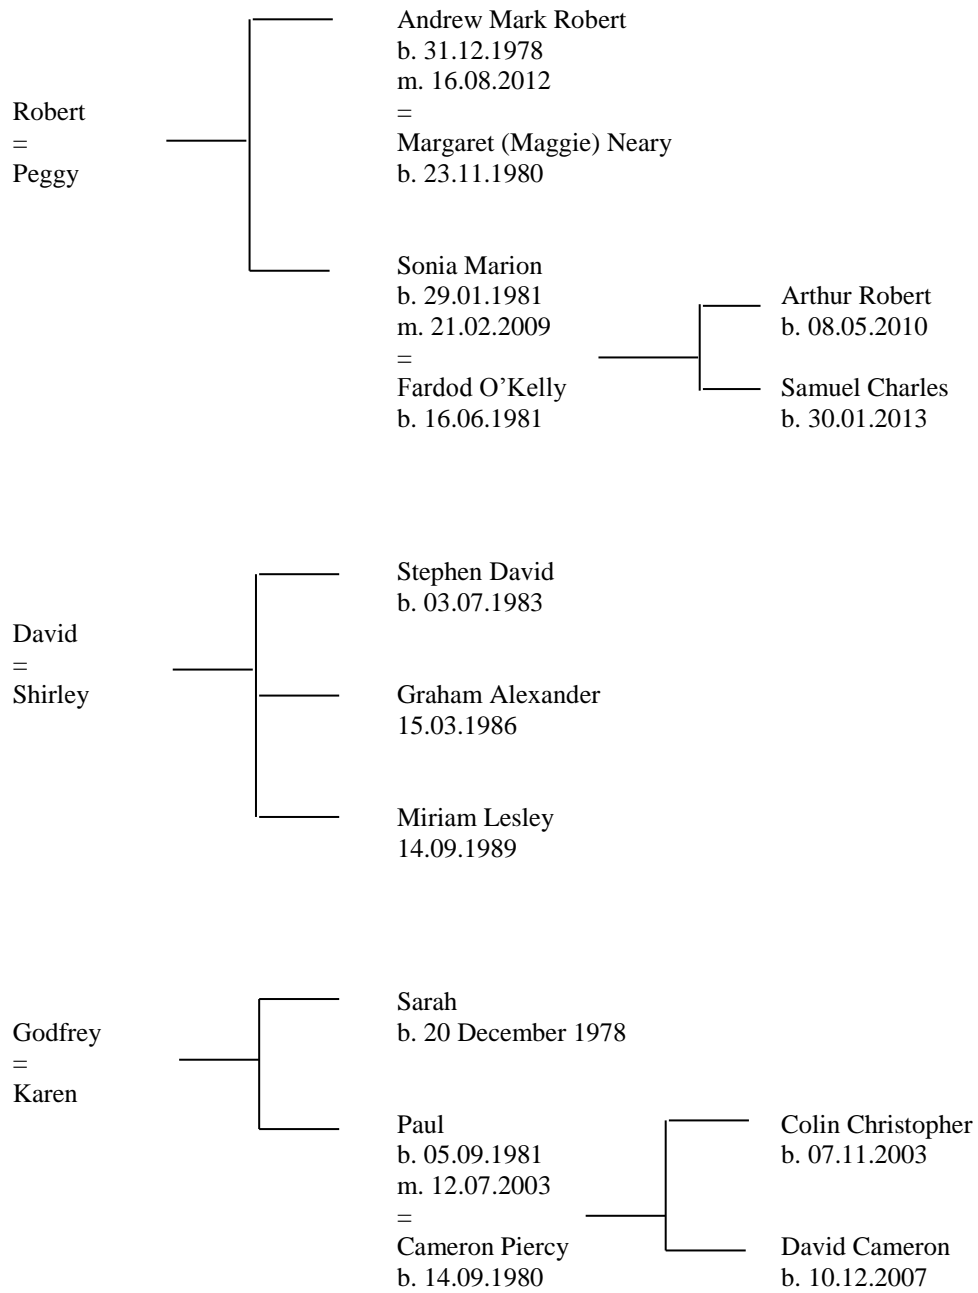 Robert
=
Peggy
Andrew Mark Robert
b. 31.12.1978
m. 16.08.2012
=
Margaret (Maggie) Neary
b. 23.11.1980
Sonia Marion
b. 29.01.1981
m. 21.02.2009
=
Fardod O’Kelly
b. 16.06.1981
Arthur Robert
b. 08.05.2010
Samuel Charles
b. 30.01.2013
David
=
Shirley
Stephen David
b. 03.07.1983
Graham Alexander
15.03.1986
Miriam Lesley
14.09.1989
Godfrey
=
Karen
Sarah
b. 20 December 1978
Paul
b. 05.09.1981
m. 12.07.2003
=
Cameron Piercy
b. 14.09.1980
Colin Christopher
b. 07.11.2003
David Cameron
b. 10.12.2007